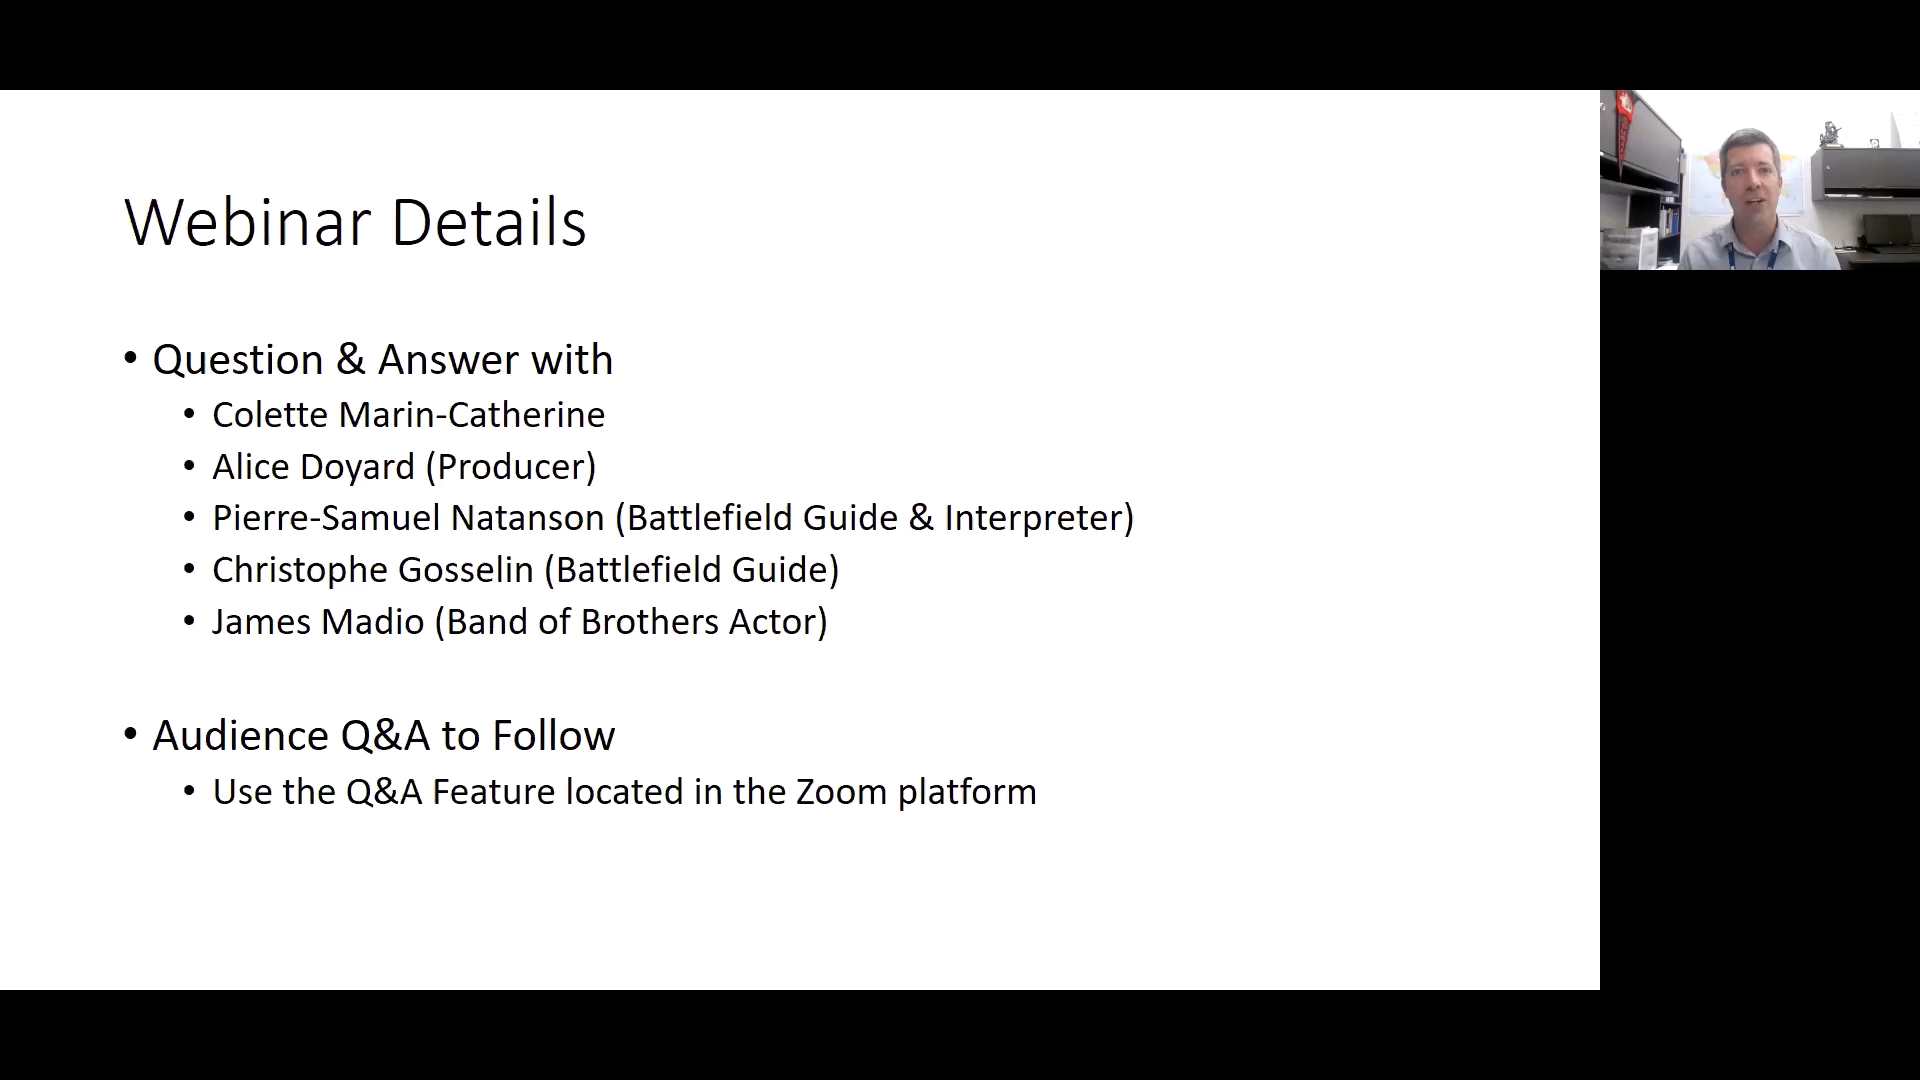 Webinar Details
• Question & Answer with
• Colette Marin-Catherine
• Alice Doyard (Producer)
• Pierre-Samuel Natanson (Battlefield Guide & Interpreter)
• Christophe Gosselin (Battlefield Guide)
• James Madio (Band of Brothers Actor)
• Audience Q&A to Follow
• Use the Q&A Feature located in the Zoom platform